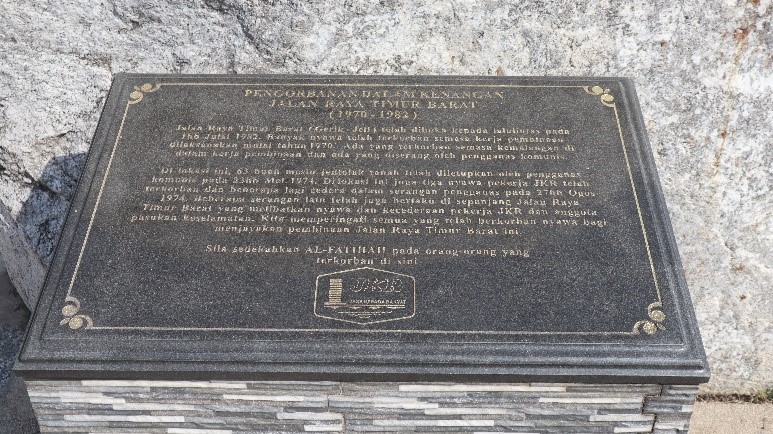 PENGORBANAN DALAM KENANGAN
JALAN RAYA TIMUR BARAT
(1970 - 1982)
Jalan Raya Timur Barat (Gerik-Jeli) telah dibuka kepada lalulintas pada
1hb Julai 1982. Banyak nyawa telah terkorban semasa kerja pembinaan
dilaksanakan mulai tahun 1970. Ada yang terkorban semasa kemalangan di
dalam kerja pembinaan dan ada yang diserang oleh pengganas komunis.
Di lokasi ini, 63 buah mesin jentolak tanah telah diletupkan oleh pengganas
komunis pada 23hb Mei 1974. Di lokasi ini juga tiga nyawa pekerja JKR telah
terkorban dan beberapa lagi cedera dalam serangan pengganas pada 27hb Ogos
1974. Beberapa serangan lain telah juga berlaku di sepanjang Jalan Raya
Timur Barat yang melibatkan nyawa dan kecederaan pekerja JKR dan anggota
pasukan keselamatan. Kita memperingati semua yang telah berkorban nyawa bagi
menjayakan pembinaan Jalan Raya Timur Barat ini.
Sila sedekahkan AL-FATIHAH pada orang-orang yang
terkorban di sini
JKR